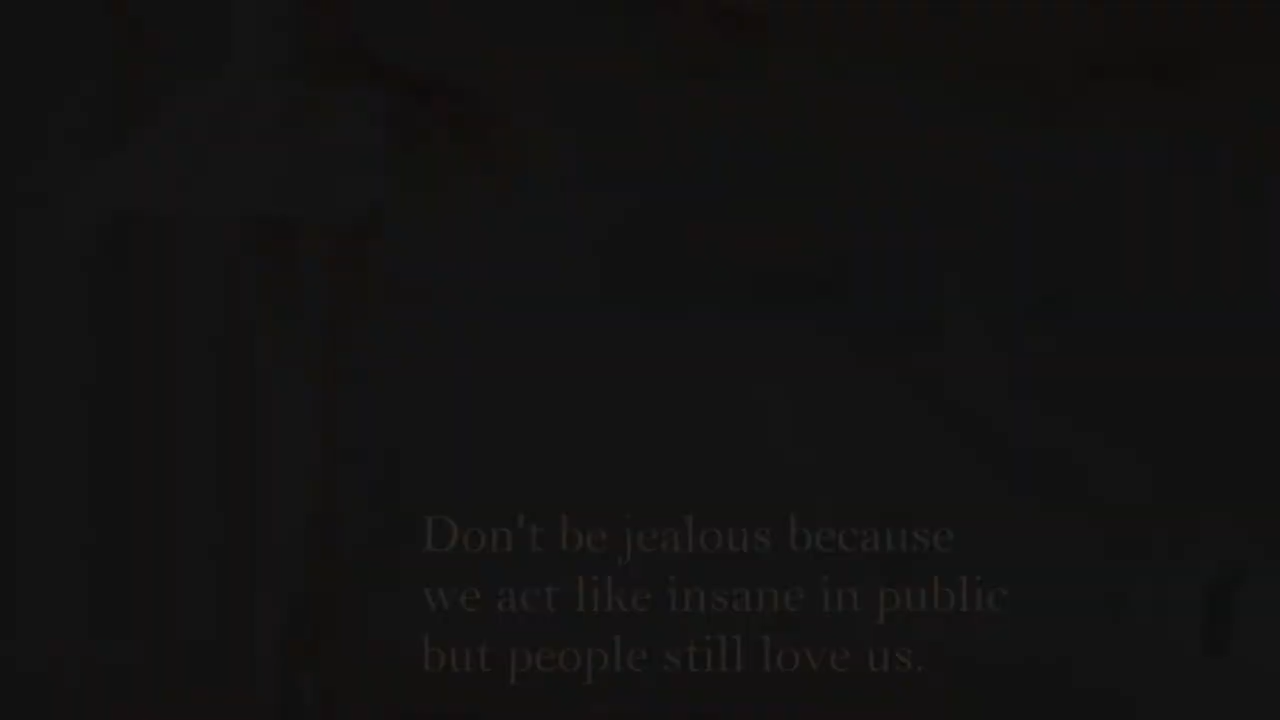 Don't be jealous because
we act like insane in public
but people still love us.